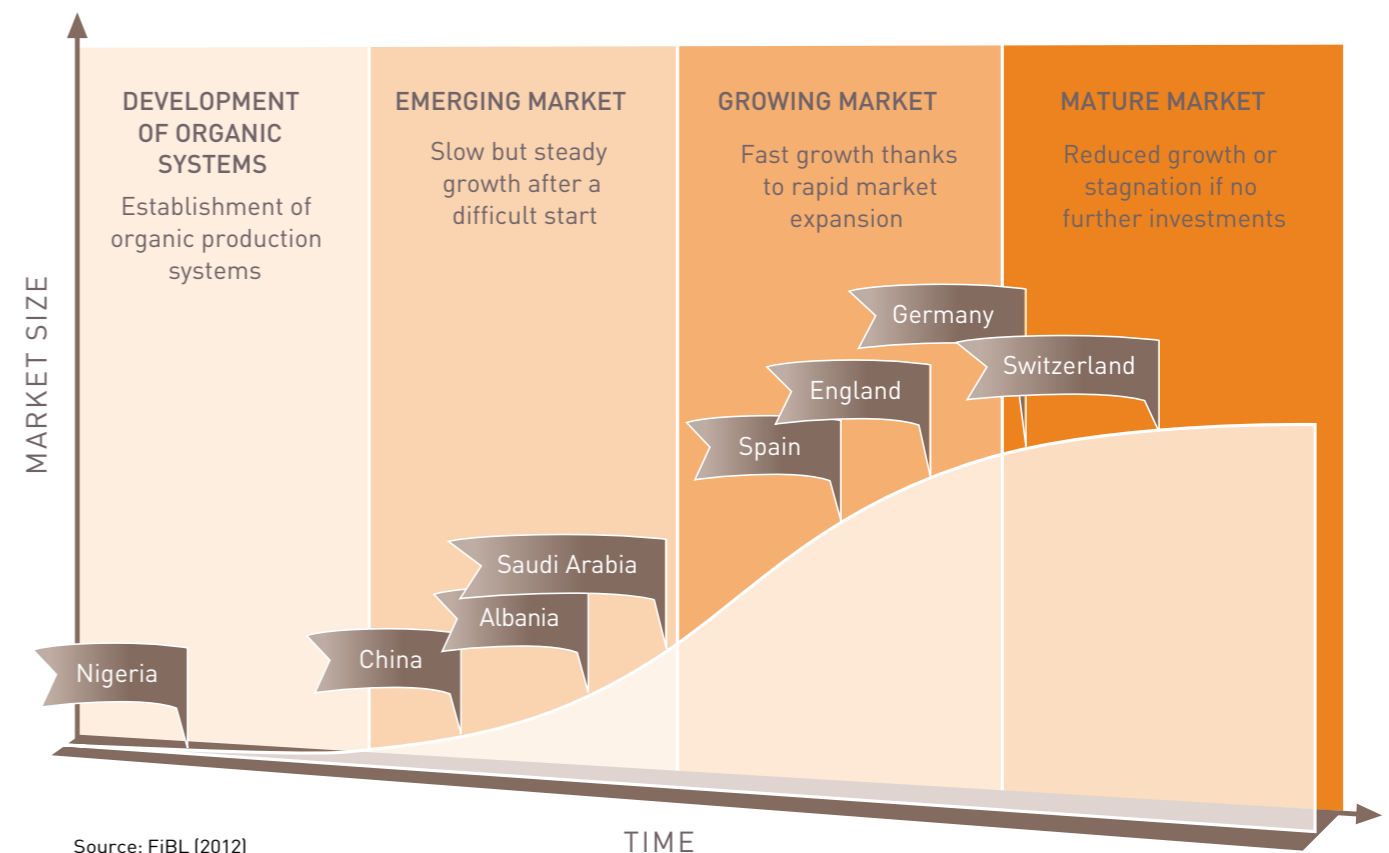 DEVELOPMENT
OF ORGANIC
SYSTEMS
Establishment of
organic production
systems
EMERGING MARKET
Slow but steady
growth after a
difficult start
GROWING MARKET
Fast growth thanks
to rapid market
expansion
MATURE MARKET
Reduced growth or
stagnation if no
further investments
MARKET SIZE
Germany
Switzerland
England
Spain
Saudi Arabia
Albania
China
Nigeria
TIME
Source: FiBL (2012)